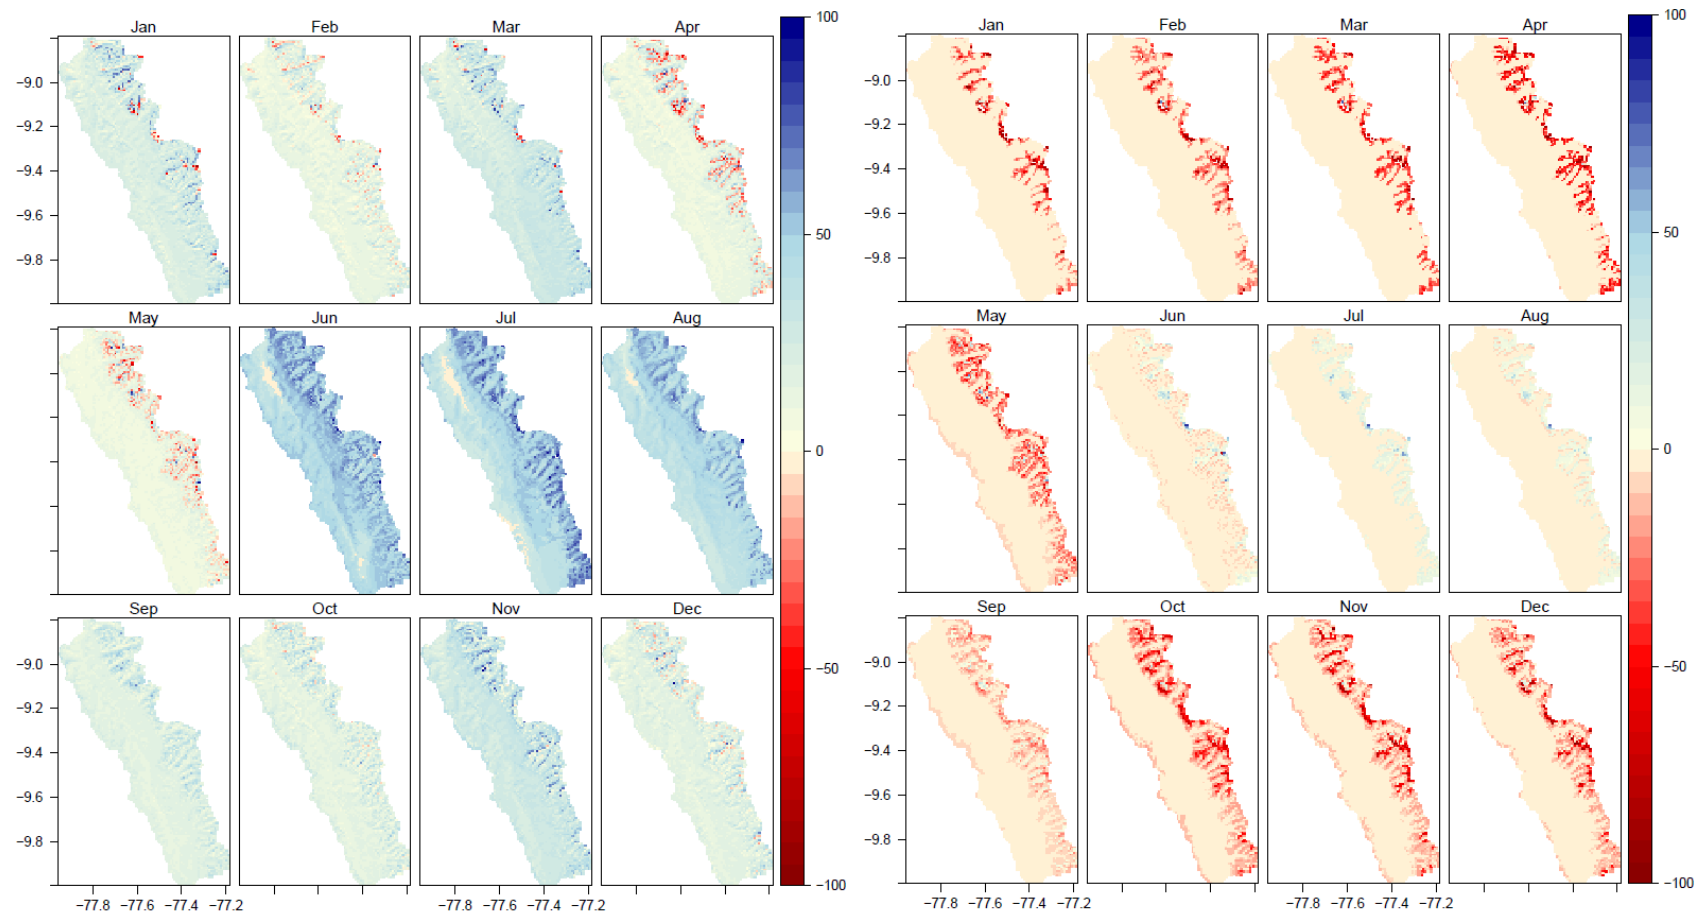 Jan Feb Mar Apr 100 Jan Feb Mar Apr 100
−9.0 −9.0
−9.2 −9.2
−9.4 −9.4
−9.6 −9.6
−9.8 50 −9.8 50
May Jun Jul Aug May Jun Jul Aug
0 0
Sep Oct Nov Dec Sep Oct Nov Dec
−9.0 −50 −9.0 −50
−9.2 −9.2
−9.4 −9.4
−9.6 −9.6
−9.8 −9.8
−100 −100
−77.8 −77.6 −77.4 −77.2 −77.8 −77.6 −77.4 −77.2 −77.8 −77.6 −77.4 −77.2 −77.8 −77.6 −77.4 −77.2